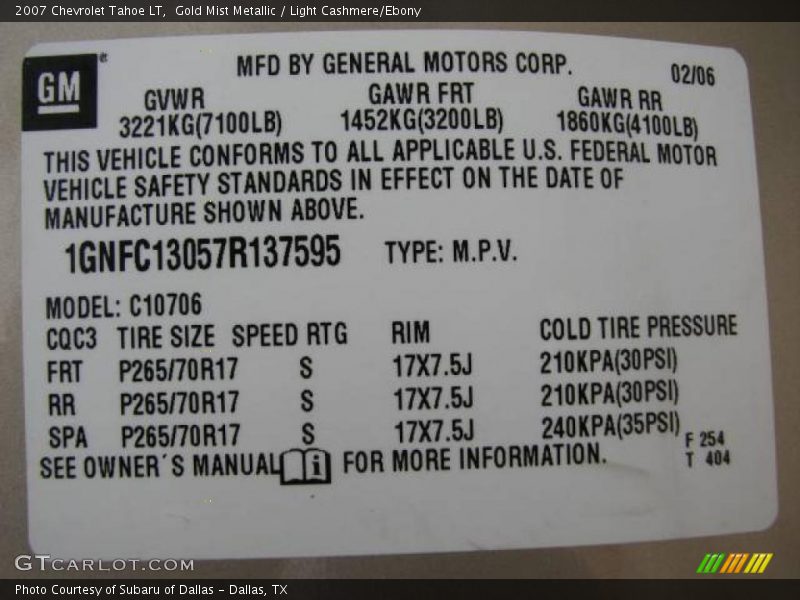 2007 Chevrolet Tahoe LT,  Gold Mist Metallic / Light Cashmere/Ebony
GM ®
MFD BY GENERAL MOTORS CORP.
02/06
GVWR GAWR FRT GAWR RR
3221KG(7100LB) 1452KG(3200LB) 1860KG(4100LB)
THIS VEHICLE CONFORMS TO ALL APPLICABLE U.S. FEDERAL MOTOR
VEHICLE SAFETY STANDARDS IN EFFECT ON THE DATE OF
MANUFACTURE SHOWN ABOVE.
1GNFC13057R137595 TYPE: M.P.V.
MODEL: C10706
CQC3 TIRE SIZE SPEED RTG RIM COLD TIRE PRESSURE
FRT P265/70R17 S 17X7.5J 210KPA(30PSI)
RR P265/70R17 S 17X7.5J 210KPA(30PSI)
SPA P265/70R17 S 17X7.5J 240KPA(35PSI)
F 254
SEE OWNER´S MANUAL i FOR MORE INFORMATION.
T 404
GTCARLOT.COM
Photo Courtesy of Subaru of Dallas - Dallas, TX